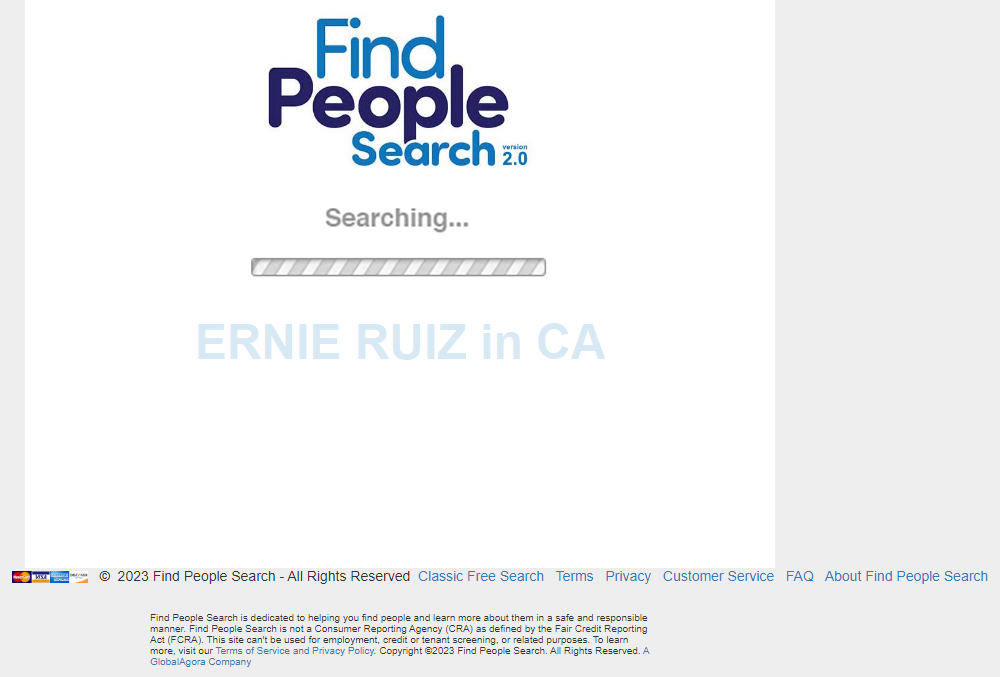 Find
People
Search version 2.0
Searching...
ERNIE RUIZ in CA
© 2023 Find People Search - All Rights Reserved Classic Free Search Terms Privacy Customer Service FAQ About Find People Search
Find People Search is dedicated to helping you find people and learn more about them in a safe and responsible
manner. Find People Search is not a Consumer Reporting Agency (CRA) as defined by the Fair Credit Reporting
Act (FCRA). This site can't be used for employment, credit or tenant screening, or related purposes. To learn
more, visit our Terms of Service and Privacy Policy. Copyright ©2023 Find People Search. All Rights Reserved. A
GlobalAgora Company